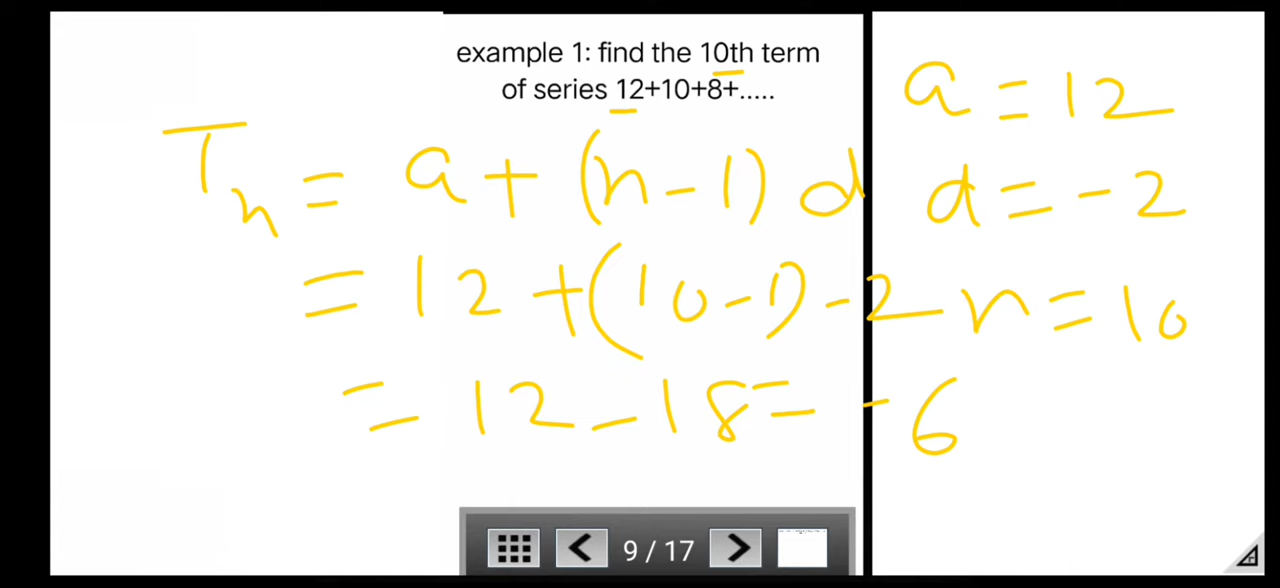 example 1: find the 10th term
of series 12+10+8+.....
a = 12
Tn = a + (n - 1) d
d = - 2
= 12 + (10 - 1) - 2
n = 10
= 12 - 18 = - 6
9 / 17